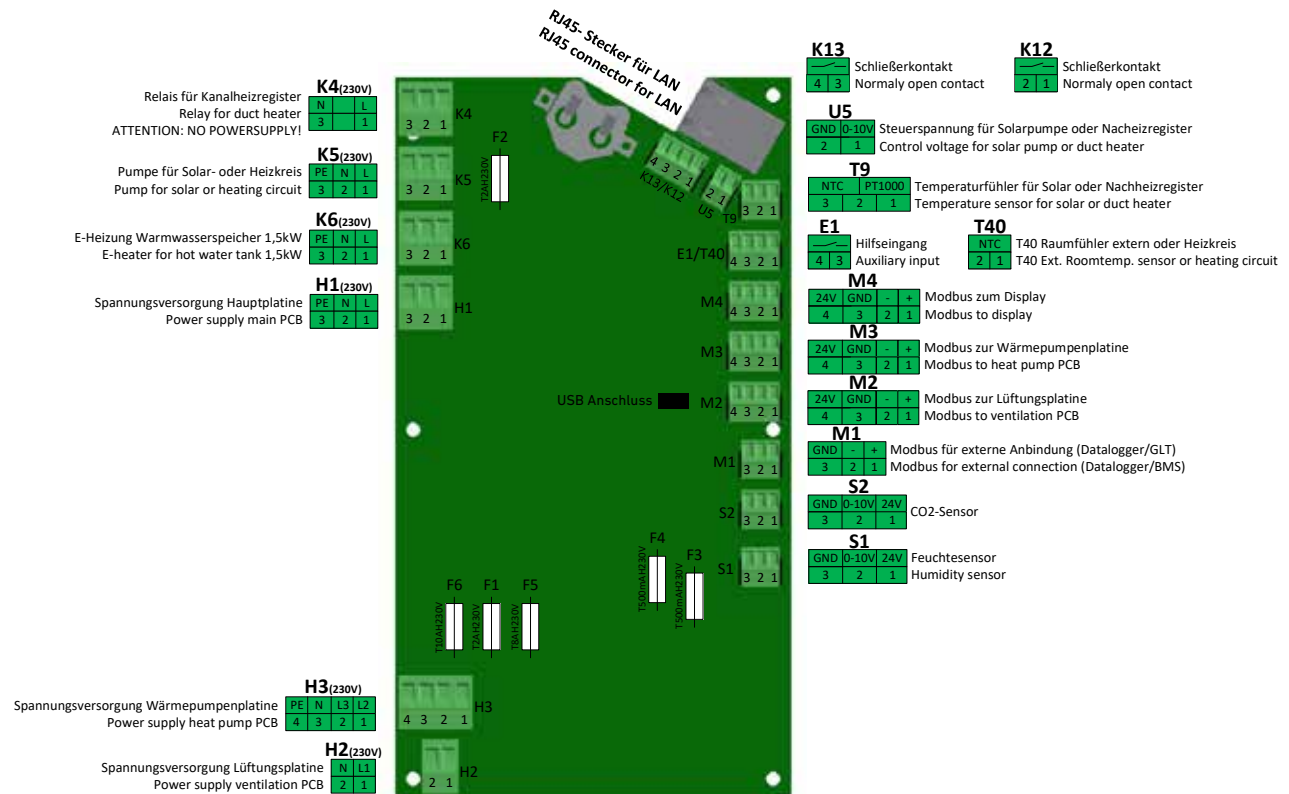 RJ45- Stecker für LAN
RJ45 connector for LAN
K4(230V)
Relais für Kanalheizregister
N L
Relay for duct heater
3 1
ATTENTION: NO POWERSUPPLY!
K5(230V)
Pumpe für Solar- oder Heizkreis
PE N L
Pump for solar or heating circuit
3 2 1
K6(230V)
E-Heizung Warmwasserspeicher 1,5kW
PE N L
E-heater for hot water tank 1,5kW
3 2 1
H1(230V)
Spannungsversorgung Hauptplatine
PE N L
Power supply main PCB
3 2 1
H3(230V)
Spannungsversorgung Wärmepumpenplatine
PE N L3 L2
Power supply heat pump PCB
4 3 2 1
H2(230V)
Spannungsversorgung Lüftungsplatine
N L1
Power supply ventilation PCB
2 1
3 2 1 K4
F2
T2AH230V
3 2 1 K5
3 2 1 K6
3 2 1 H1
4 3 2 1
K13/K12
2 1
U5
T9 3 2 1
E1/T40 4 3 2 1
M4 4 3 2 1
M3 4 3 2 1
USB Anschluss
M2 4 3 2 1
M1 3 2 1
S2 3 2 1
S1 3 2 1
F4
T500mAH230V
F3
T500mAH230V
F6
T10AH230V
F1
T2AH230V
F5
T8AH230V
4 3 2 1 H3
2 1 H2
K13
Schließerkontakt
4 3 Normaly open contact
K12
Schließerkontakt
2 1 Normaly open contact
U5
GND 0-10V Steuerspannung für Solarpumpe oder Nacheizregister
2 1 Control voltage for solar pump or duct heater
T9
NTC PT1000 Temperaturfühler für Solar oder Nachheizregister
3 2 1 Temperature sensor for solar or duct heater
E1
Hilfseingang
4 3 Auxiliary input
T40
NTC T40 Raumfühler extern oder Heizkreis
2 1 T40 Ext. Roomtemp. sensor or heating circuit
M4
24V GND - + Modbus zum Display
4 3 2 1 Modbus to display
M3
24V GND - + Modbus zur Wärmepumpenplatine
4 3 2 1 Modbus to heat pump PCB
M2
24V GND - + Modbus zur Lüftungsplatine
4 3 2 1 Modbus to ventilation PCB
M1
GND - + Modbus für externe Anbindung (Datalogger/GLT)
3 2 1 Modbus for external connection (Datalogger/BMS)
S2
GND 0-10V 24V
CO2-Sensor
3 2 1
S1
GND 0-10V 24V Feuchtesensor
3 2 1 Humidity sensor